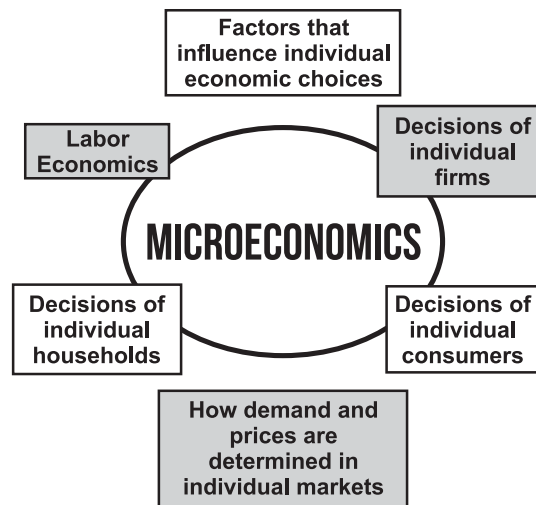 Factors that
influence individual
economic choices
Labor
Economics
Decisions of
individual
firms
MICROECONOMICS
Decisions of
individual
households
Decisions of
individual
consumers
How demand and
prices are
determined in
individual markets